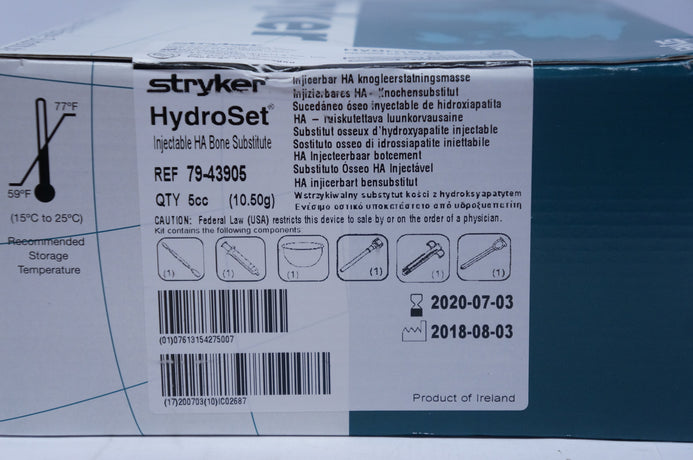 stryker
HydroSet®
Injectable HA Bone Substitute
REF 79-43905
QTY 5cc (10.50g)
Injicerbar HA knogleerstatningsmasse
Injizierbares HA- Knochensubstitut
Sucedáneo óseo inyectable de hidroxiapatita
HA – ruiskutettava luunkorvausaine
Substitut osseux d'hydroxyapatite injectable
Sostituto osseo di idrossiapatite iniettabile
HA Injecteerbaar botcement
Substituto Ósseo HA Injectável
HA injicerbart bensubstitut
Wstrzykiwalny substytut kości z hydroksyapatytem
Ενέσιμο οστικό υποκατάστατο από υδροξυαπατίτη
CAUTION: Federal Law (USA) restricts this device to sale by or on the order of a physician.
Kit contains the following components
(1) (1) (1) (1) (1) (1)
2020-07-03
2018-08-03
(01)07613154275007
(17)200703(10)IC02687
Product of Ireland
77°F
59°F
(15°C to 25°C)
Recommended
Storage
Temperature